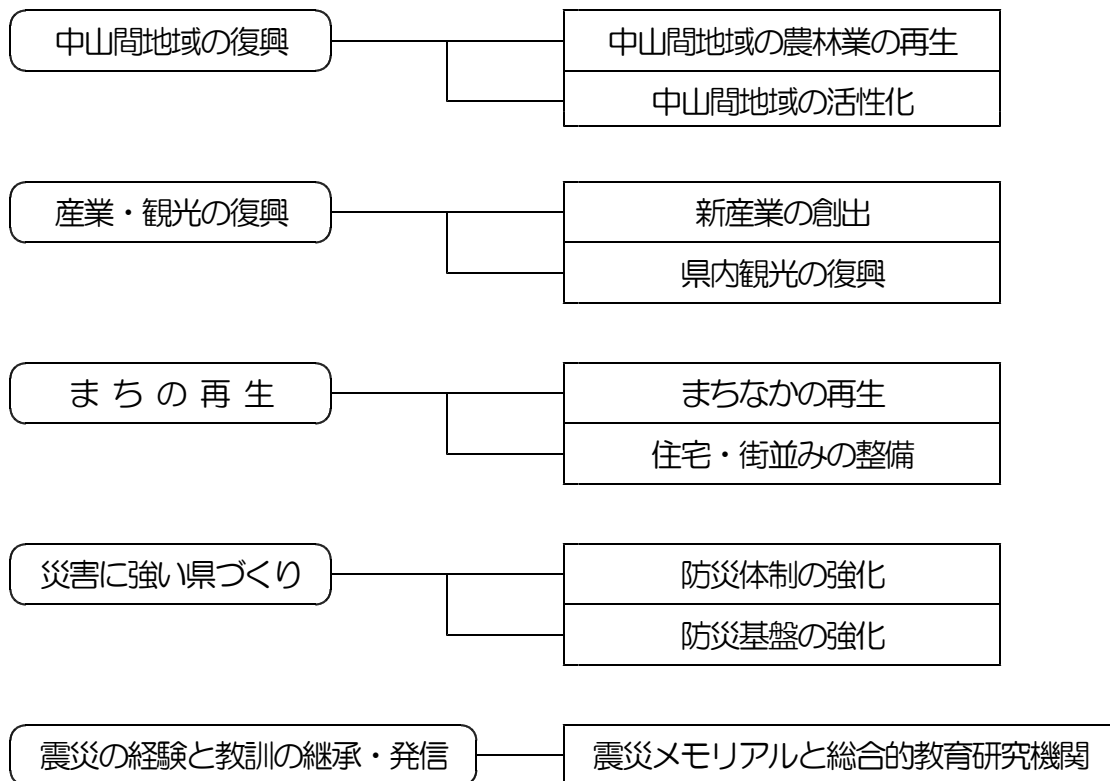 中山間地域の復興
中山間地域の農林業の再生
中山間地域の活性化
産業・観光の復興
新産業の創出
県内観光の復興
まちの再生
まちなかの再生
住宅・街並みの整備
災害に強い県づくり
防災体制の強化
防災基盤の強化
震災の経験と教訓の継承・発信
震災メモリアルと総合的教育研究機関